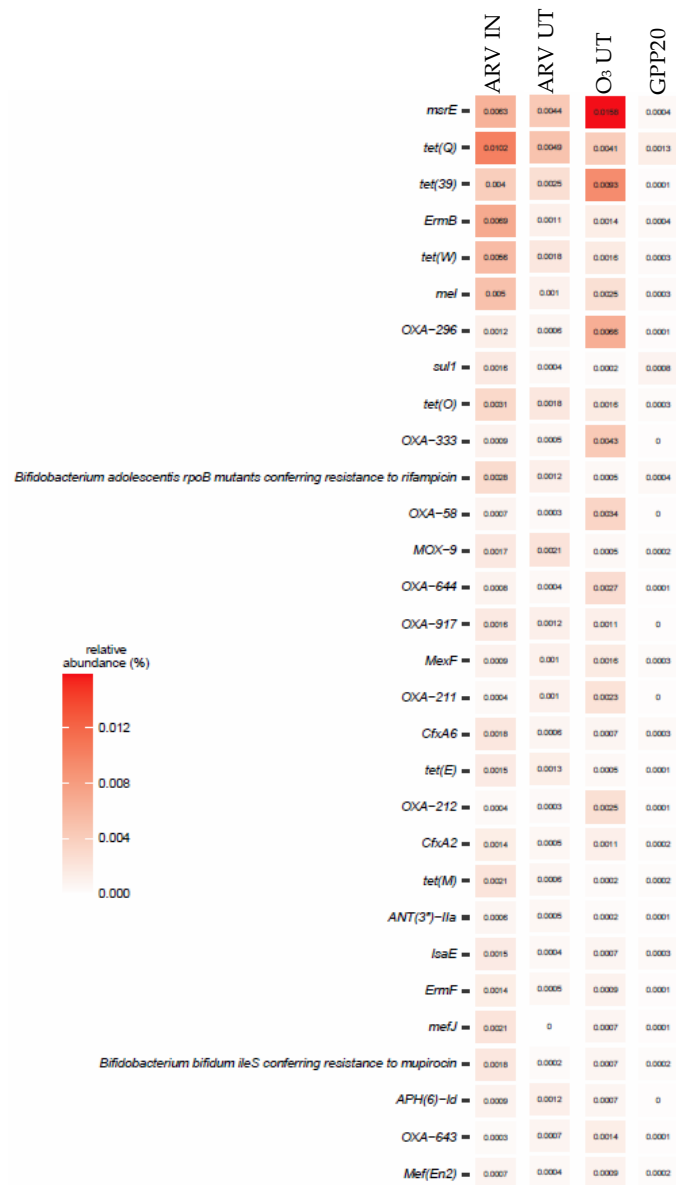 ARV IN ARV UT O₃ UT GPP20
msrE 0.0063 0.0044 0.0158 0.0004
tet(Q) 0.0102 0.0049 0.0041 0.0013
tet(39) 0.004 0.0025 0.0093 0.0001
ErmB 0.0069 0.0011 0.0014 0.0004
tet(W) 0.0056 0.0018 0.0016 0.0003
mel 0.005 0.001 0.0025 0.0003
OXA−296 0.0012 0.0006 0.0066 0.0001
sul1 0.0016 0.0004 0.0002 0.0008
tet(O) 0.0031 0.0018 0.0016 0.0003
OXA−333 0.0009 0.0005 0.0043 0
Bifidobacterium adolescentis rpoB mutants conferring resistance to rifampicin 0.0028 0.0012 0.0005 0.0004
OXA−58 0.0007 0.0003 0.0034 0
MOX−9 0.0017 0.0021 0.0005 0.0002
OXA−644 0.0008 0.0004 0.0027 0.0001
OXA−917 0.0016 0.0012 0.0011 0
MexF 0.0009 0.001 0.0016 0.0003
OXA−211 0.0004 0.001 0.0023 0
CfxA6 0.0018 0.0006 0.0007 0.0003
tet(E) 0.0015 0.0013 0.0005 0.0001
OXA−212 0.0004 0.0003 0.0025 0.0001
CfxA2 0.0014 0.0005 0.0011 0.0002
tet(M) 0.0021 0.0006 0.0002 0.0002
ANT(3")−IIa 0.0006 0.0005 0.0002 0.0001
lsaE 0.0015 0.0004 0.0007 0.0003
ErmF 0.0014 0.0005 0.0009 0.0001
mefJ 0.0021 0 0.0007 0.0001
Bifidobacterium bifidum ileS conferring resistance to mupirocin 0.0018 0.0002 0.0007 0.0002
APH(6)−Id 0.0009 0.0012 0.0007 0
OXA−643 0.0003 0.0007 0.0014 0.0001
Mef(En2) 0.0007 0.0004 0.0009 0.0002
relative
abundance (%)
0.012
0.008
0.004
0.000